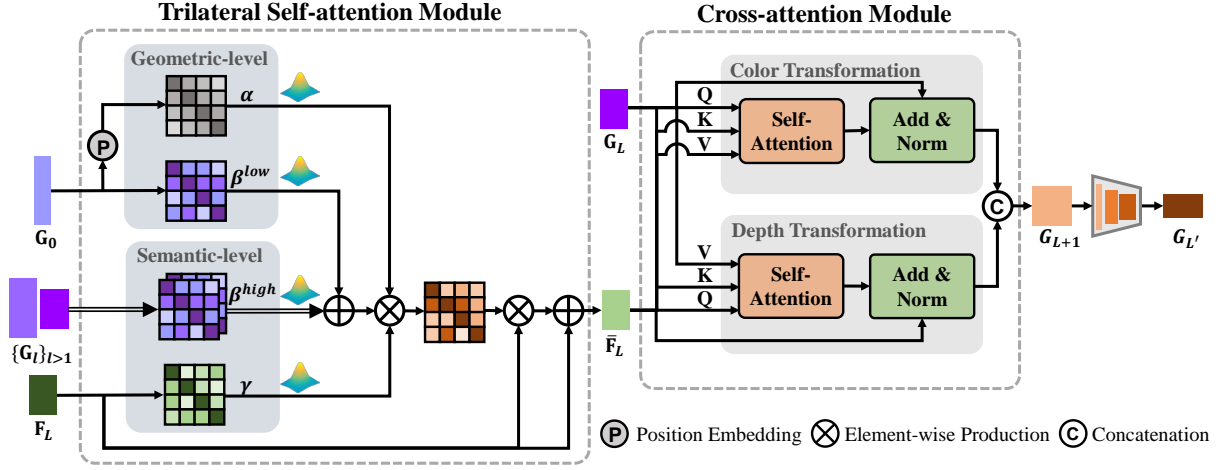 Trilateral Self-attention Module
Cross-attention Module
Geometric-level
α
P
β^low
G_0
Semantic-level
β^high
{G_l}_{l>1}
γ
F_L
Color Transformation
G_L
Q
K
V
Self-
Attention
Add &
Norm
C
G_{L+1}
G_{L'}
Depth Transformation
V
K
Q
Self-
Attention
Add &
Norm
F̄_L
P Position Embedding
Element-wise Production
C Concatenation